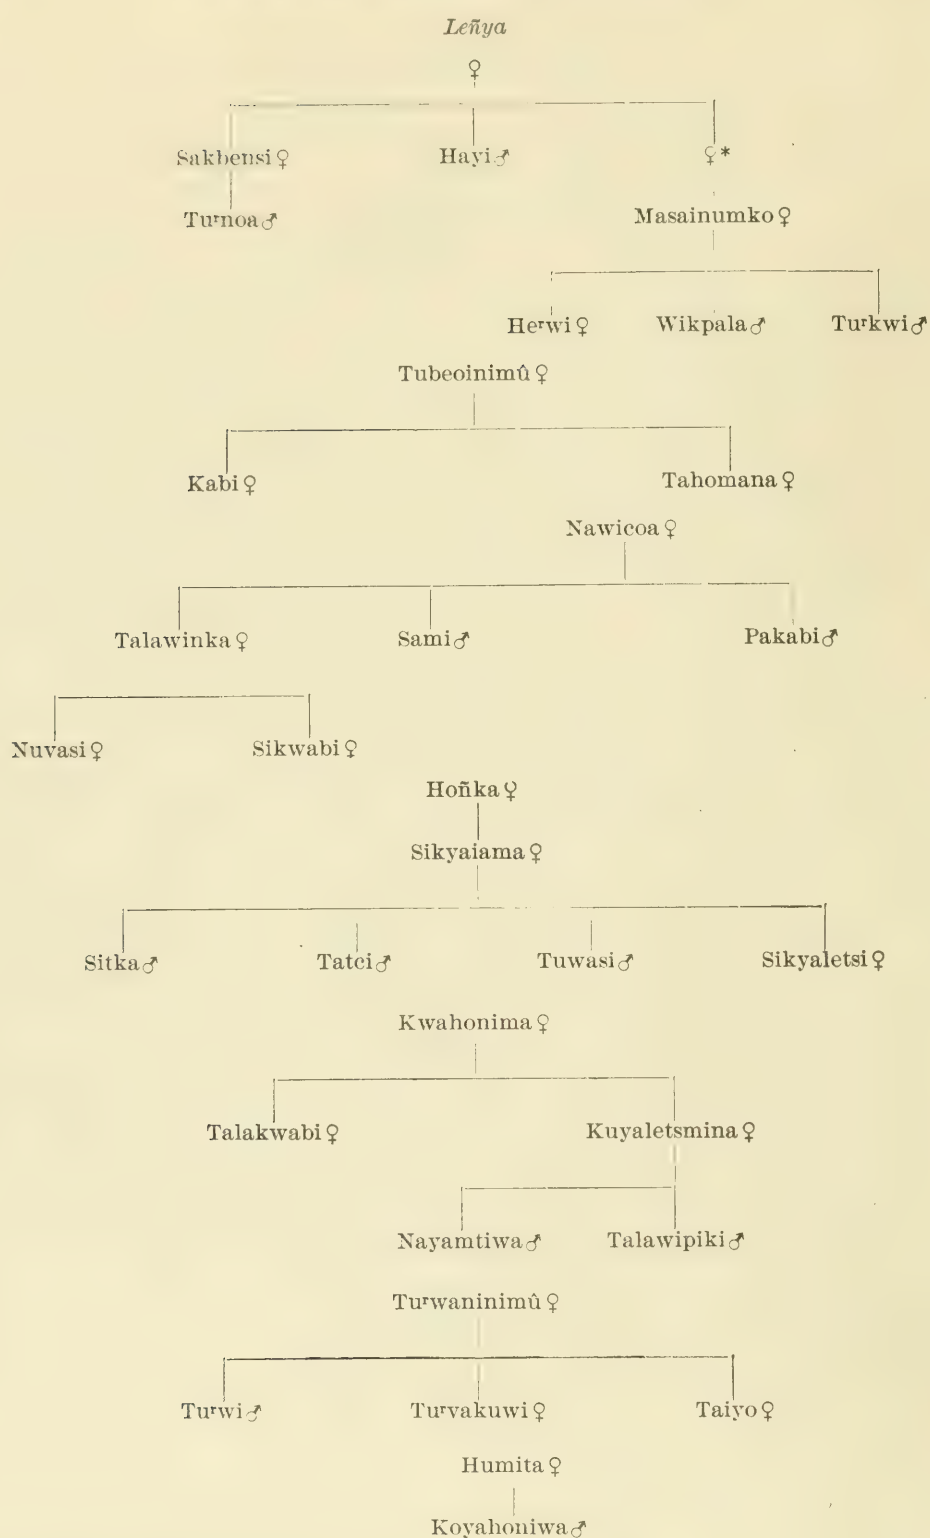 Leñya
♀
Sakbensi ♀ Hayi ♂ ♀*
Tuʳnoa ♂ Masainumko ♀
Heʳwi ♀ Wikpala ♂ Tuʳkwi ♂
Tubeoinimû ♀
Kabi ♀ Tahomana ♀
Nawicoa ♀
Talawinka ♀ Sami ♂ Pakabi ♂
Nuvasi ♀ Sikwabi ♀
Hoñka ♀
Sikyaiama ♀
Sitka ♂ Tatci ♂ Tuwasi ♂ Sikyaletsi ♀
Kwahonima ♀
Talakwabi ♀ Kuyaletsmina ♀
Nayamtiwa ♂ Talawipiki ♂
Tuʳwaninimû ♀
Tuʳwi ♂ Tuʳvakuwi ♀ Taiyo ♀
Humita ♀
Koyahoniwa ♂